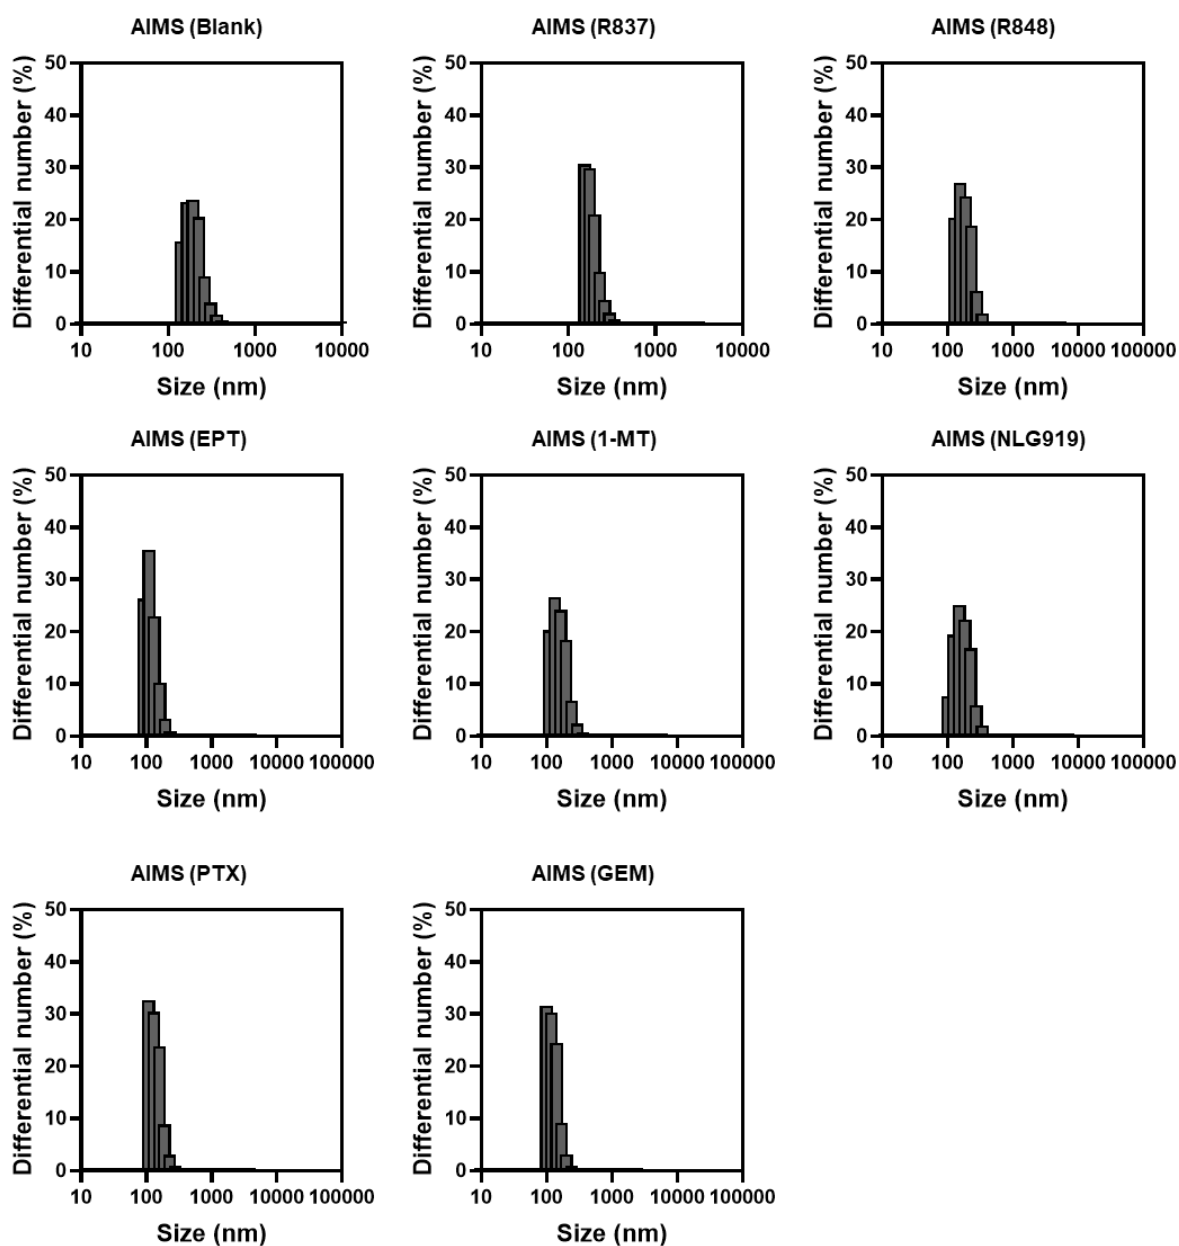 AIMS (Blank)
Differential number (%)
50
40
30
20
10
0
10 100 1000 10000
Size (nm)
AIMS (R837)
Differential number (%)
50
40
30
20
10
0
10 100 1000 10000
Size (nm)
AIMS (R848)
Differential number (%)
50
40
30
20
10
0
10 100 1000 10000 100000
Size (nm)
AIMS (EPT)
Differential number (%)
50
40
30
20
10
0
10 100 1000 10000 100000
Size (nm)
AIMS (1-MT)
Differential number (%)
50
40
30
20
10
0
10 100 1000 10000 100000
Size (nm)
AIMS (NLG919)
Differential number (%)
50
40
30
20
10
0
10 100 1000 10000 100000
Size (nm)
AIMS (PTX)
Differential number (%)
50
40
30
20
10
0
10 100 1000 10000 100000
Size (nm)
AIMS (GEM)
Differential number (%)
50
40
30
20
10
0
10 100 1000 10000 100000
Size (nm)